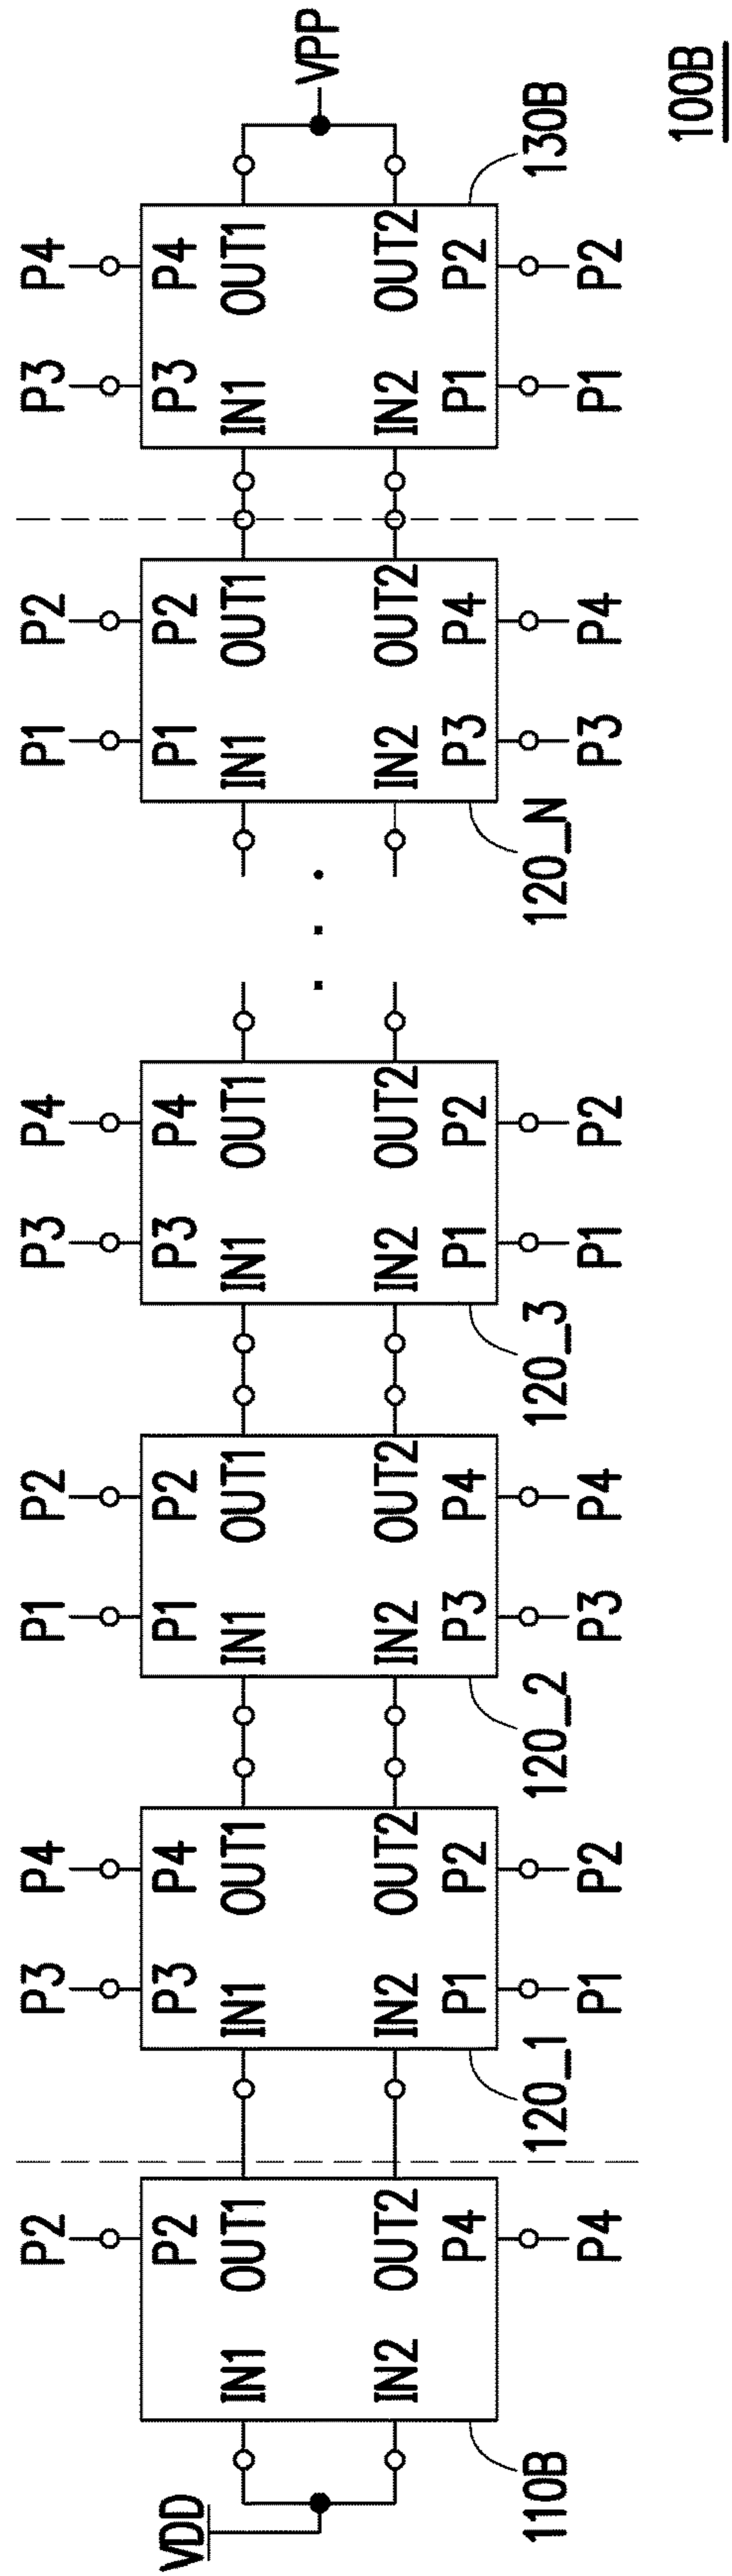 P2 P3 P4 P1 P2 P3 P4 P1 P2 P3 P4
VDD P2 P3 P4 P1 P2 P3 P4 P1 P2 P3 P4
IN1 OUT1 IN1 OUT1 IN1 OUT1 IN1 OUT1 IN1 OUT1 IN1 OUT1
. . . VPP
IN2 OUT2 IN2 OUT2 IN2 OUT2 IN2 OUT2 IN2 OUT2 IN2 OUT2
P4 P1 P2 P3 P4 P1 P2 P3 P4 P1 P2
110B 120_1 120_2 120_3 120_N 130B
P4 P1 P2 P3 P4 P1 P2 P3 P4 P1 P2
100B